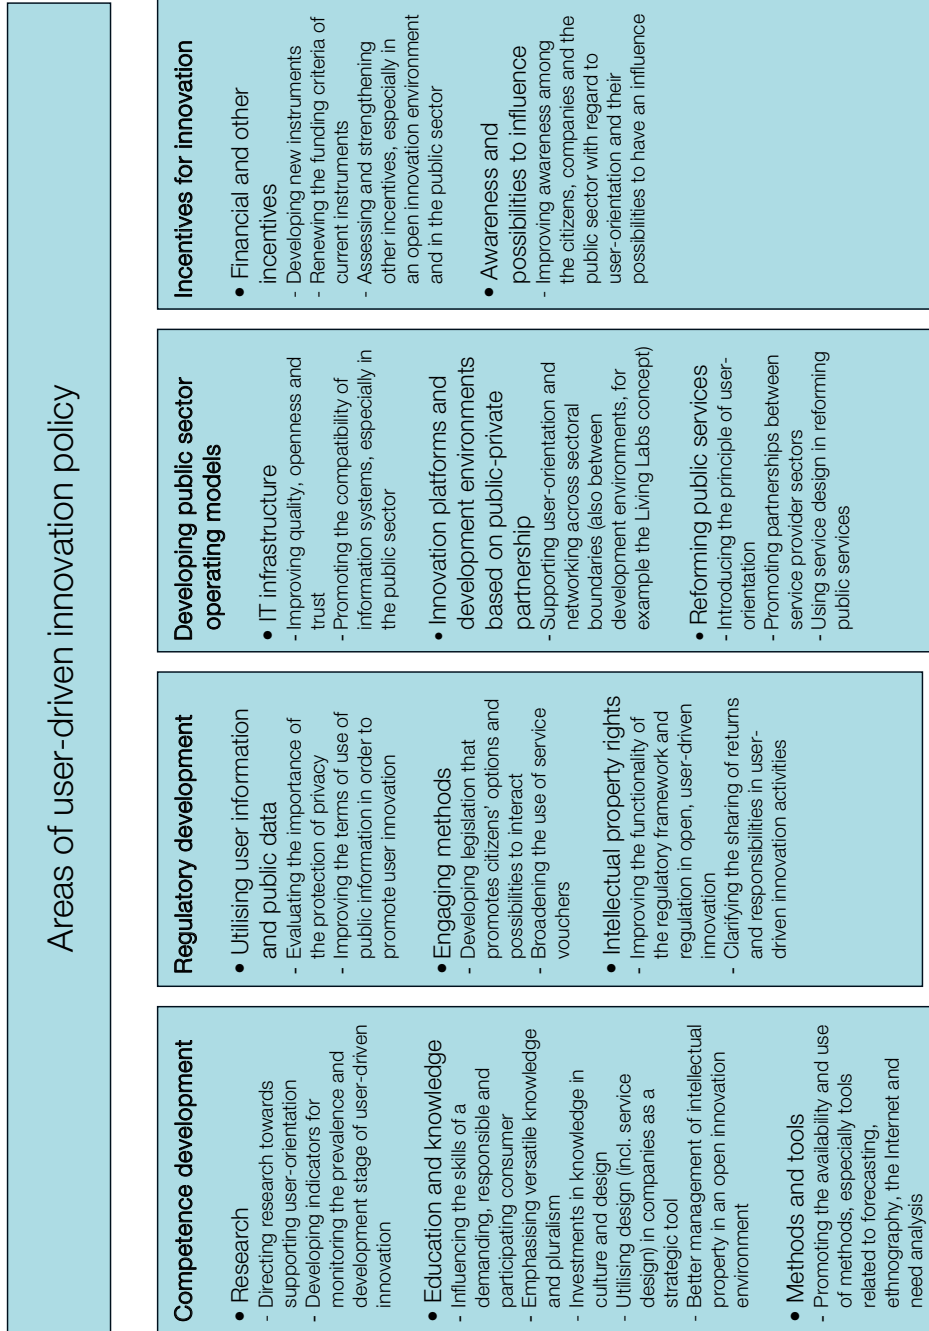 Areas of user-driven innovation policy
Competence development
• Research
- Directing research towards
supporting user-orientation
- Developing indicators for
monitoring the prevalence and
development stage of user-driven
innovation
• Education and knowledge
- Influencing the skills of a
demanding, responsible and
participating consumer
- Emphasising versatile knowledge
and pluralism
- Investments in knowledge in
culture and design
- Utilising design (incl. service
design) in companies as a
strategic tool
- Better management of intellectual
property in an open innovation
environment
• Methods and tools
- Promoting the availability and use
of methods, especially tools
related to forecasting,
ethnography, the Internet and
need analysis
Regulatory development
• Utilising user information
and public data
- Evaluating the importance of
the protection of privacy
- Improving the terms of use of
public information in order to
promote user innovation
• Engaging methods
- Developing legislation that
promotes citizens' options and
possibilities to interact
- Broadening the use of service
vouchers
• Intellectual property rights
- Improving the functionality of
the regulatory framework and
regulation in open, user-driven
innovation
- Clarifying the sharing of returns
and responsibilities in user-
driven innovation activities
Developing public sector
operating models
• IT infrastructure
- Improving quality, openness and
trust
- Promoting the compatibility of
information systems, especially in
the public sector
• Innovation platforms and
development environments
based on public-private
partnership
- Supporting user-orientation and
networking across sectoral
boundaries (also between
development environments, for
example the Living Labs concept)
• Reforming public services
- Introducing the principle of user-
orientation
- Promoting partnerships between
service provider sectors
- Using service design in reforming
public services
Incentives for innovation
• Financial and other
incentives
- Developing new instruments
- Renewing the funding criteria of
current instruments
- Assessing and strengthening
other incentives, especially in
an open innovation environment
and in the public sector
• Awareness and
possibilities to influence
- Improving awareness among
the citizens, companies and the
public sector with regard to
user-orientation and their
possibilities to have an influence